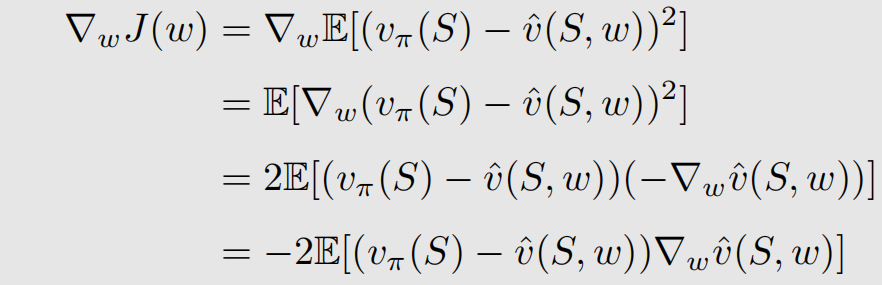 ∇_w J(w) = ∇_w 𝔼[(v_π(S) − v̂(S, w))²]
= 𝔼[∇_w(v_π(S) − v̂(S, w))²]
= 2𝔼[(v_π(S) − v̂(S, w))(−∇_w v̂(S, w))]
= −2𝔼[(v_π(S) − v̂(S, w))∇_w v̂(S, w)]